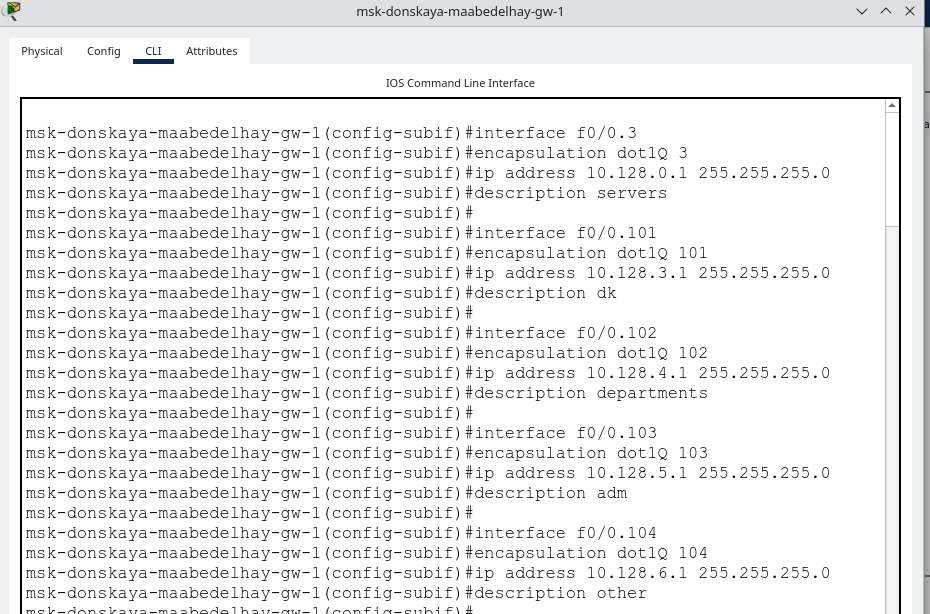 msk-donskaya-maabedelhay-gw-1
Physical Config CLI Attributes
IOS Command Line Interface
msk-donskaya-maabedelhay-gw-1(config-subif)#interface f0/0.3
msk-donskaya-maabedelhay-gw-1(config-subif)#encapsulation dot1Q 3
msk-donskaya-maabedelhay-gw-1(config-subif)#ip address 10.128.0.1 255.255.255.0
msk-donskaya-maabedelhay-gw-1(config-subif)#description servers
msk-donskaya-maabedelhay-gw-1(config-subif)#
msk-donskaya-maabedelhay-gw-1(config-subif)#interface f0/0.101
msk-donskaya-maabedelhay-gw-1(config-subif)#encapsulation dot1Q 101
msk-donskaya-maabedelhay-gw-1(config-subif)#ip address 10.128.3.1 255.255.255.0
msk-donskaya-maabedelhay-gw-1(config-subif)#description dk
msk-donskaya-maabedelhay-gw-1(config-subif)#
msk-donskaya-maabedelhay-gw-1(config-subif)#interface f0/0.102
msk-donskaya-maabedelhay-gw-1(config-subif)#encapsulation dot1Q 102
msk-donskaya-maabedelhay-gw-1(config-subif)#ip address 10.128.4.1 255.255.255.0
msk-donskaya-maabedelhay-gw-1(config-subif)#description departments
msk-donskaya-maabedelhay-gw-1(config-subif)#
msk-donskaya-maabedelhay-gw-1(config-subif)#interface f0/0.103
msk-donskaya-maabedelhay-gw-1(config-subif)#encapsulation dot1Q 103
msk-donskaya-maabedelhay-gw-1(config-subif)#ip address 10.128.5.1 255.255.255.0
msk-donskaya-maabedelhay-gw-1(config-subif)#description adm
msk-donskaya-maabedelhay-gw-1(config-subif)#
msk-donskaya-maabedelhay-gw-1(config-subif)#interface f0/0.104
msk-donskaya-maabedelhay-gw-1(config-subif)#encapsulation dot1Q 104
msk-donskaya-maabedelhay-gw-1(config-subif)#ip address 10.128.6.1 255.255.255.0
msk-donskaya-maabedelhay-gw-1(config-subif)#description other
msk-donskaya-maabedelhay-gw-1(config-subif)#